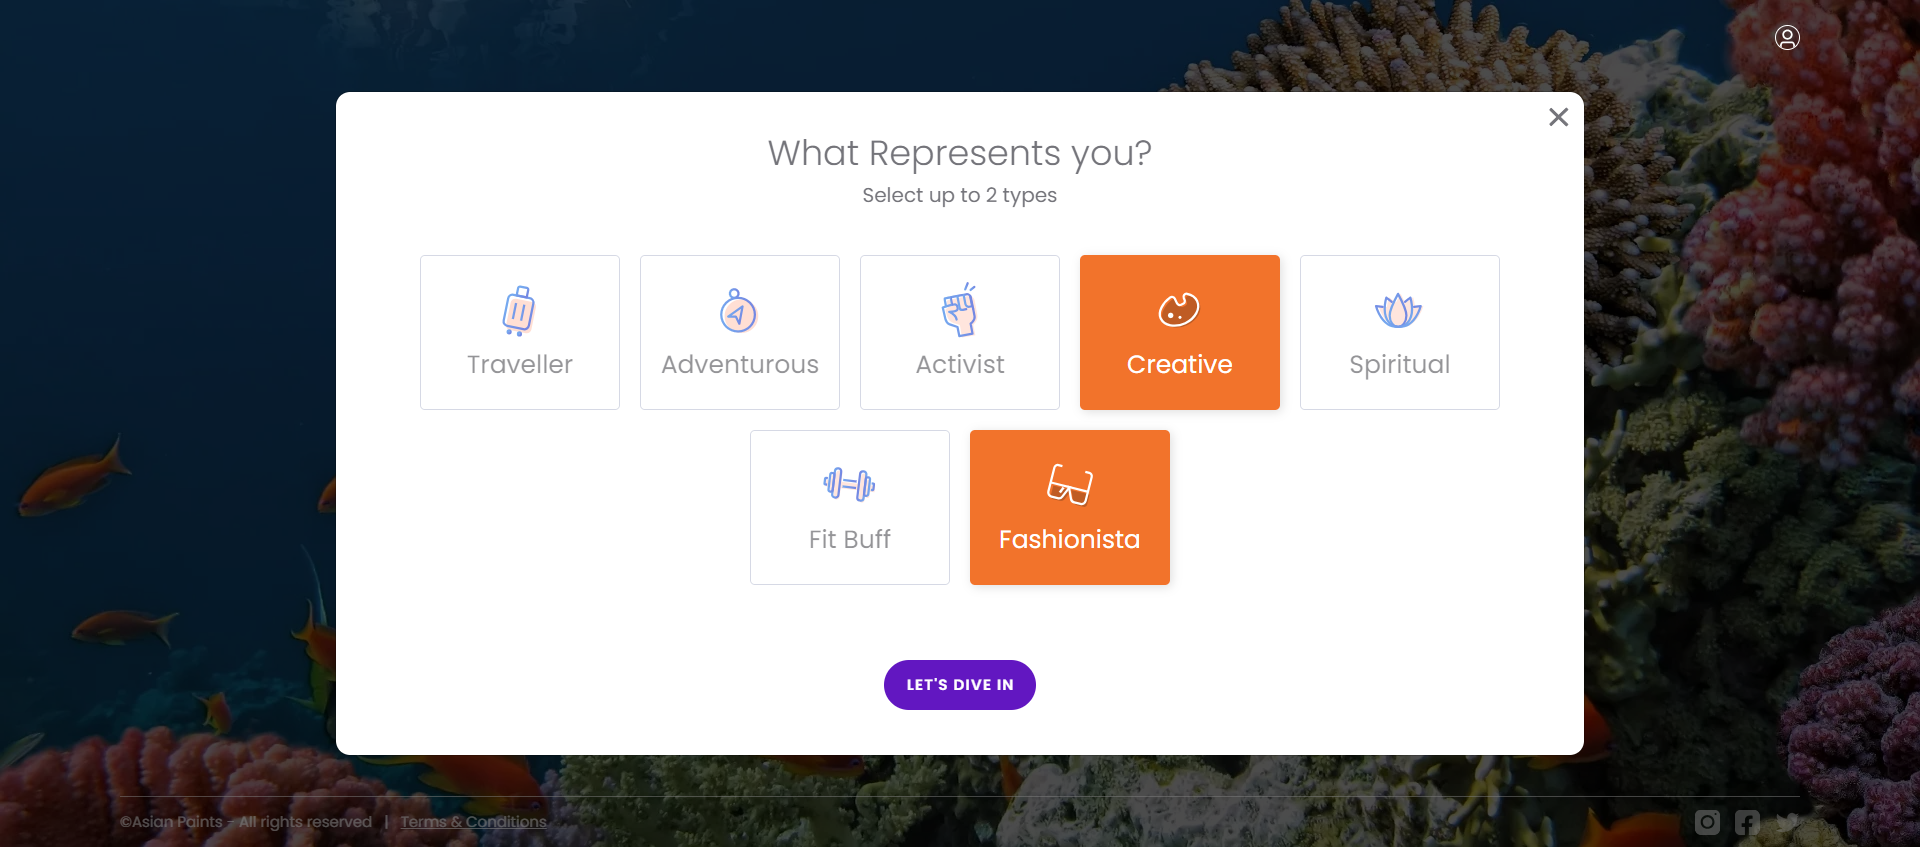 What Represents you?
Select up to 2 types
Traveller
Adventurous
Activist
Creative
Spiritual
Fit Buff
Fashionista
LET'S DIVE IN
©Asian Paints - All rights reserved | Terms & Conditions